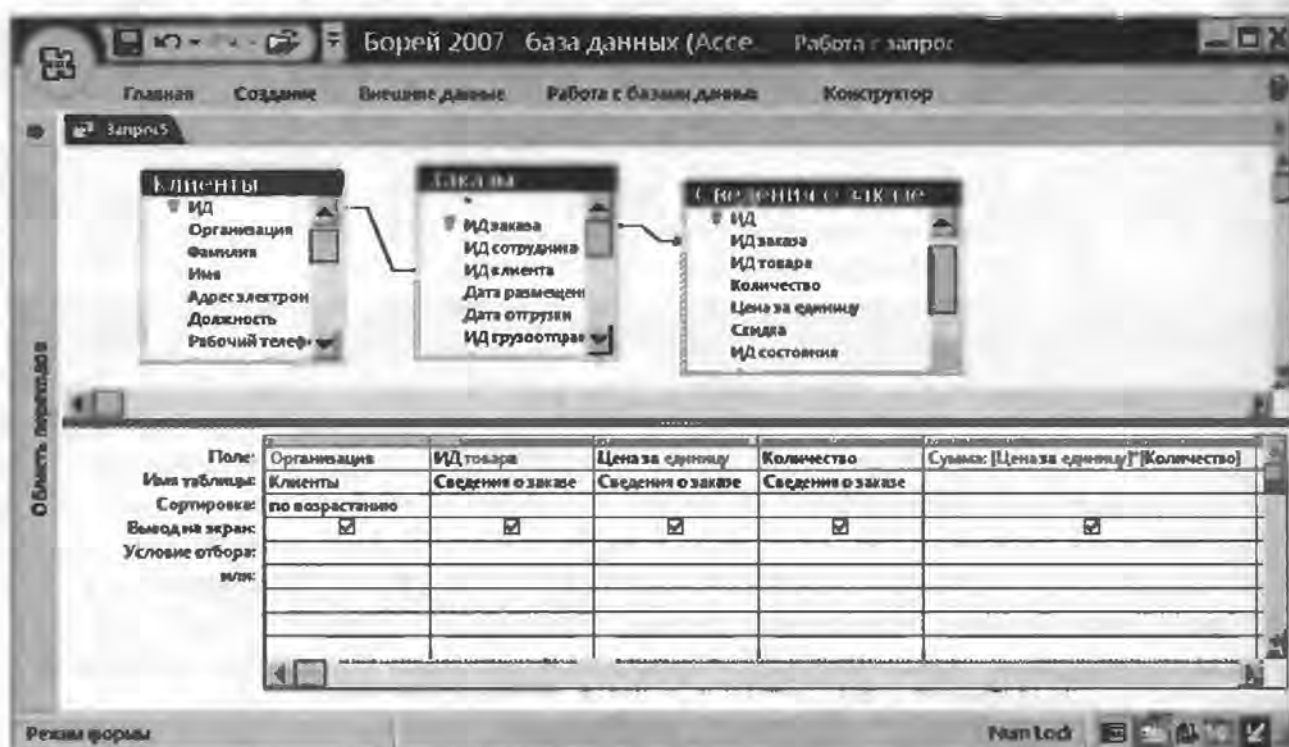 Борей 2007 база данных (Acce Работа с запрос
Главная Создание Внешние данные Работа с базами данных Конструктор
Запрос5
Область переходов
Клиенты
ИД
Организация
Фамилия
Имя
Адрес электрон
Должность
Рабочий телеф
Заказы
ИД заказа
ИД сотрудника
ИД клиента
Дата размещени
Дата отгрузки
ИД грузоотправ
Сведения о заказе
ИД
ИД заказа
ИД товара
Количество
Цена за единицу
Скидка
ИД состояния
Поле: Организация ИД товара Цена за единицу Количество Сумма: [Цена за единицу]*[Количество]
Имя таблицы: Клиенты Сведения о заказе Сведения о заказе Сведения о заказе
Сортировка: по возрастанию
Вывод на экран:
Условие отбора:
или:
Режим формы Num Lock